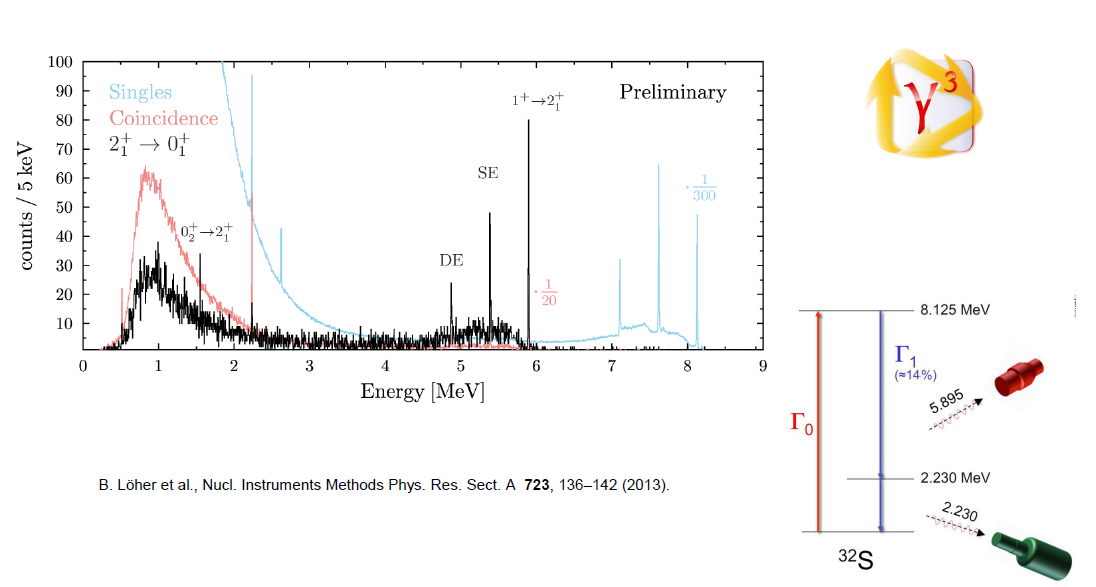 100
90
80
70
60
50
40
30
20
10
0 1 2 3 4 5 6 7 8 9
counts / 5 keV
Energy [MeV]
Singles
Coincidence
2₁⁺ → 0₁⁺
0₂⁺→2₁⁺
DE
SE
1⁺→2₁⁺
· 1/20
Preliminary
· 1/300
γ³
8.125 MeV
Γ₁
(≈14%)
Γ₀
5.895
2.230 MeV
2.230
³²S
B. Löher et al., Nucl. Instruments Methods Phys. Res. Sect. A 723, 136–142 (2013).